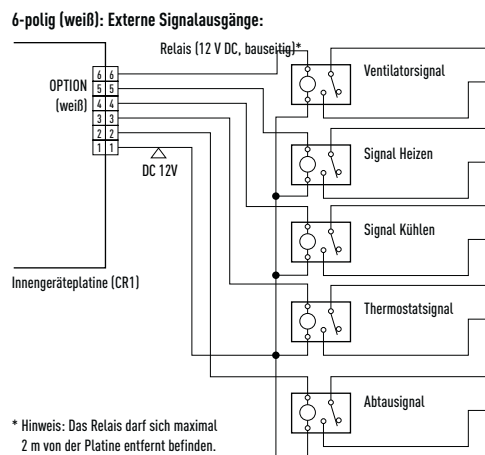 6-polig (weiß): Externe Signalausgänge:
Relais (12 V DC, bauseitig)*
Ventilatorsignal
OPTION
(weiß)
6 6
5 5
4 4
3 3
2 2
1 1
DC 12V
Signal Heizen
Signal Kühlen
Innengeräteplatine (CR1)
Thermostatsignal
Abtausignal
* Hinweis: Das Relais darf sich maximal
2 m von der Platine entfernt befinden.